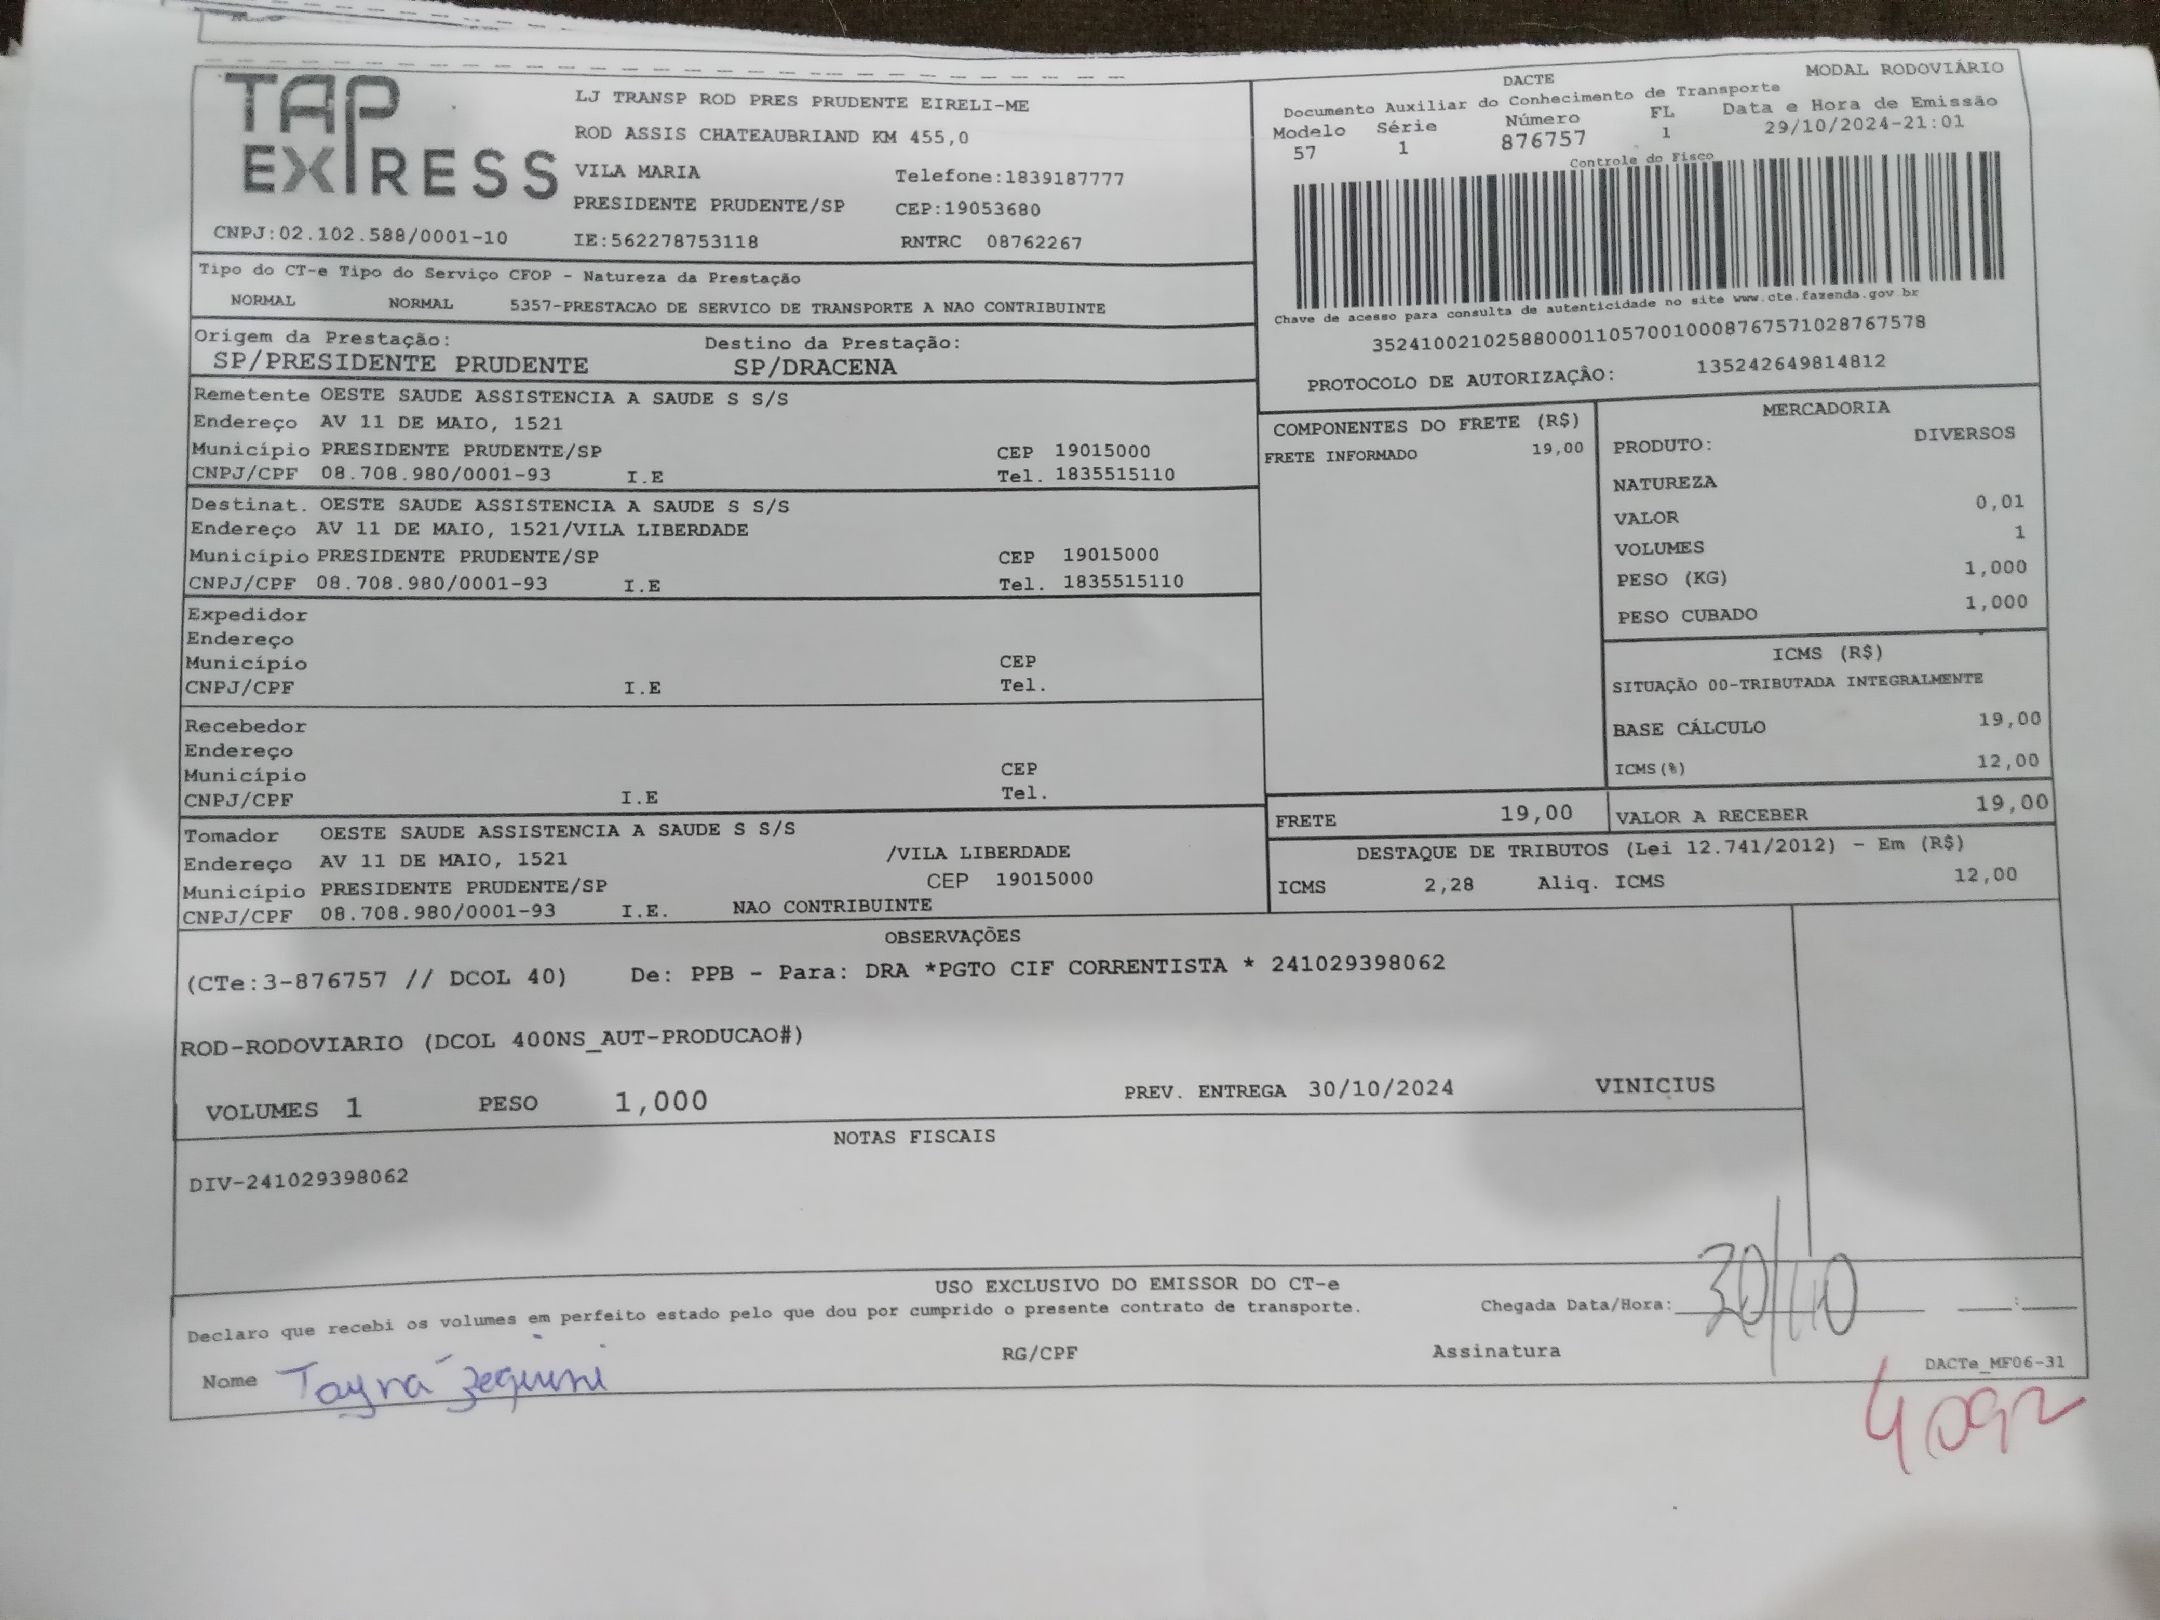 TAP EXPRESS
LJ TRANSP ROD PRES PRUDENTE EIRELI-ME
ROD ASSIS CHATEAUBRIAND KM 455,0
VILA MARIA Telefone:1839187777
PRESIDENTE PRUDENTE/SP CEP:19053680
CNPJ:02.102.588/0001-10 IE:562278753118 RNTRC 08762267
DACTE MODAL RODOVIÁRIO
Documento Auxiliar do Conhecimento de Transporte
Modelo Série Número FL Data e Hora de Emissão
57 1 876757 1 29/10/2024-21:01
Controle do Fisco
Chave de acesso para consulta de autenticidade no site www.cte.fazenda.gov.br
35241002102588000110570010008767571028767578
PROTOCOLO DE AUTORIZAÇÃO: 135242649814812
Tipo do CT-e Tipo do Serviço CFOP - Natureza da Prestação
NORMAL NORMAL 5357-PRESTACAO DE SERVICO DE TRANSPORTE A NAO CONTRIBUINTE
Origem da Prestação: Destino da Prestação:
SP/PRESIDENTE PRUDENTE SP/DRACENA
Remetente OESTE SAUDE ASSISTENCIA A SAUDE S S/S
Endereço AV 11 DE MAIO, 1521
Município PRESIDENTE PRUDENTE/SP CEP 19015000
CNPJ/CPF 08.708.980/0001-93 I.E Tel. 1835515110
Destinat. OESTE SAUDE ASSISTENCIA A SAUDE S S/S
Endereço AV 11 DE MAIO, 1521/VILA LIBERDADE
Município PRESIDENTE PRUDENTE/SP CEP 19015000
CNPJ/CPF 08.708.980/0001-93 I.E Tel. 1835515110
Expedidor
Endereço
Município CEP
CNPJ/CPF I.E Tel.
Recebedor
Endereço
Município CEP
CNPJ/CPF I.E Tel.
Tomador OESTE SAUDE ASSISTENCIA A SAUDE S S/S
Endereço AV 11 DE MAIO, 1521 /VILA LIBERDADE
Município PRESIDENTE PRUDENTE/SP CEP 19015000
CNPJ/CPF 08.708.980/0001-93 I.E. NAO CONTRIBUINTE
COMPONENTES DO FRETE (R$)
FRETE INFORMADO 19,00
MERCADORIA
PRODUTO: DIVERSOS
NATUREZA
VALOR 0,01
VOLUMES 1
PESO (KG) 1,000
PESO CUBADO 1,000
ICMS (R$)
SITUAÇÃO 00-TRIBUTADA INTEGRALMENTE
BASE CÁLCULO 19,00
ICMS(%) 12,00
FRETE 19,00 VALOR A RECEBER 19,00
DESTAQUE DE TRIBUTOS (Lei 12.741/2012) - Em (R$)
ICMS 2,28 Aliq. ICMS 12,00
OBSERVAÇÕES
(CTe:3-876757 // DCOL 40) De: PPB - Para: DRA *PGTO CIF CORRENTISTA * 241029398062
ROD-RODOVIARIO (DCOL 400NS_AUT-PRODUCAO#)
VOLUMES 1 PESO 1,000 PREV. ENTREGA 30/10/2024 VINICIUS
NOTAS FISCAIS
DIV-241029398062
USO EXCLUSIVO DO EMISSOR DO CT-e
Declaro que recebi os volumes em perfeito estado pelo que dou por cumprido o presente contrato de transporte. Chegada Data/Hora: 30/10 :
Nome Tayná Zequini RG/CPF Assinatura
DACTe_MF06-31